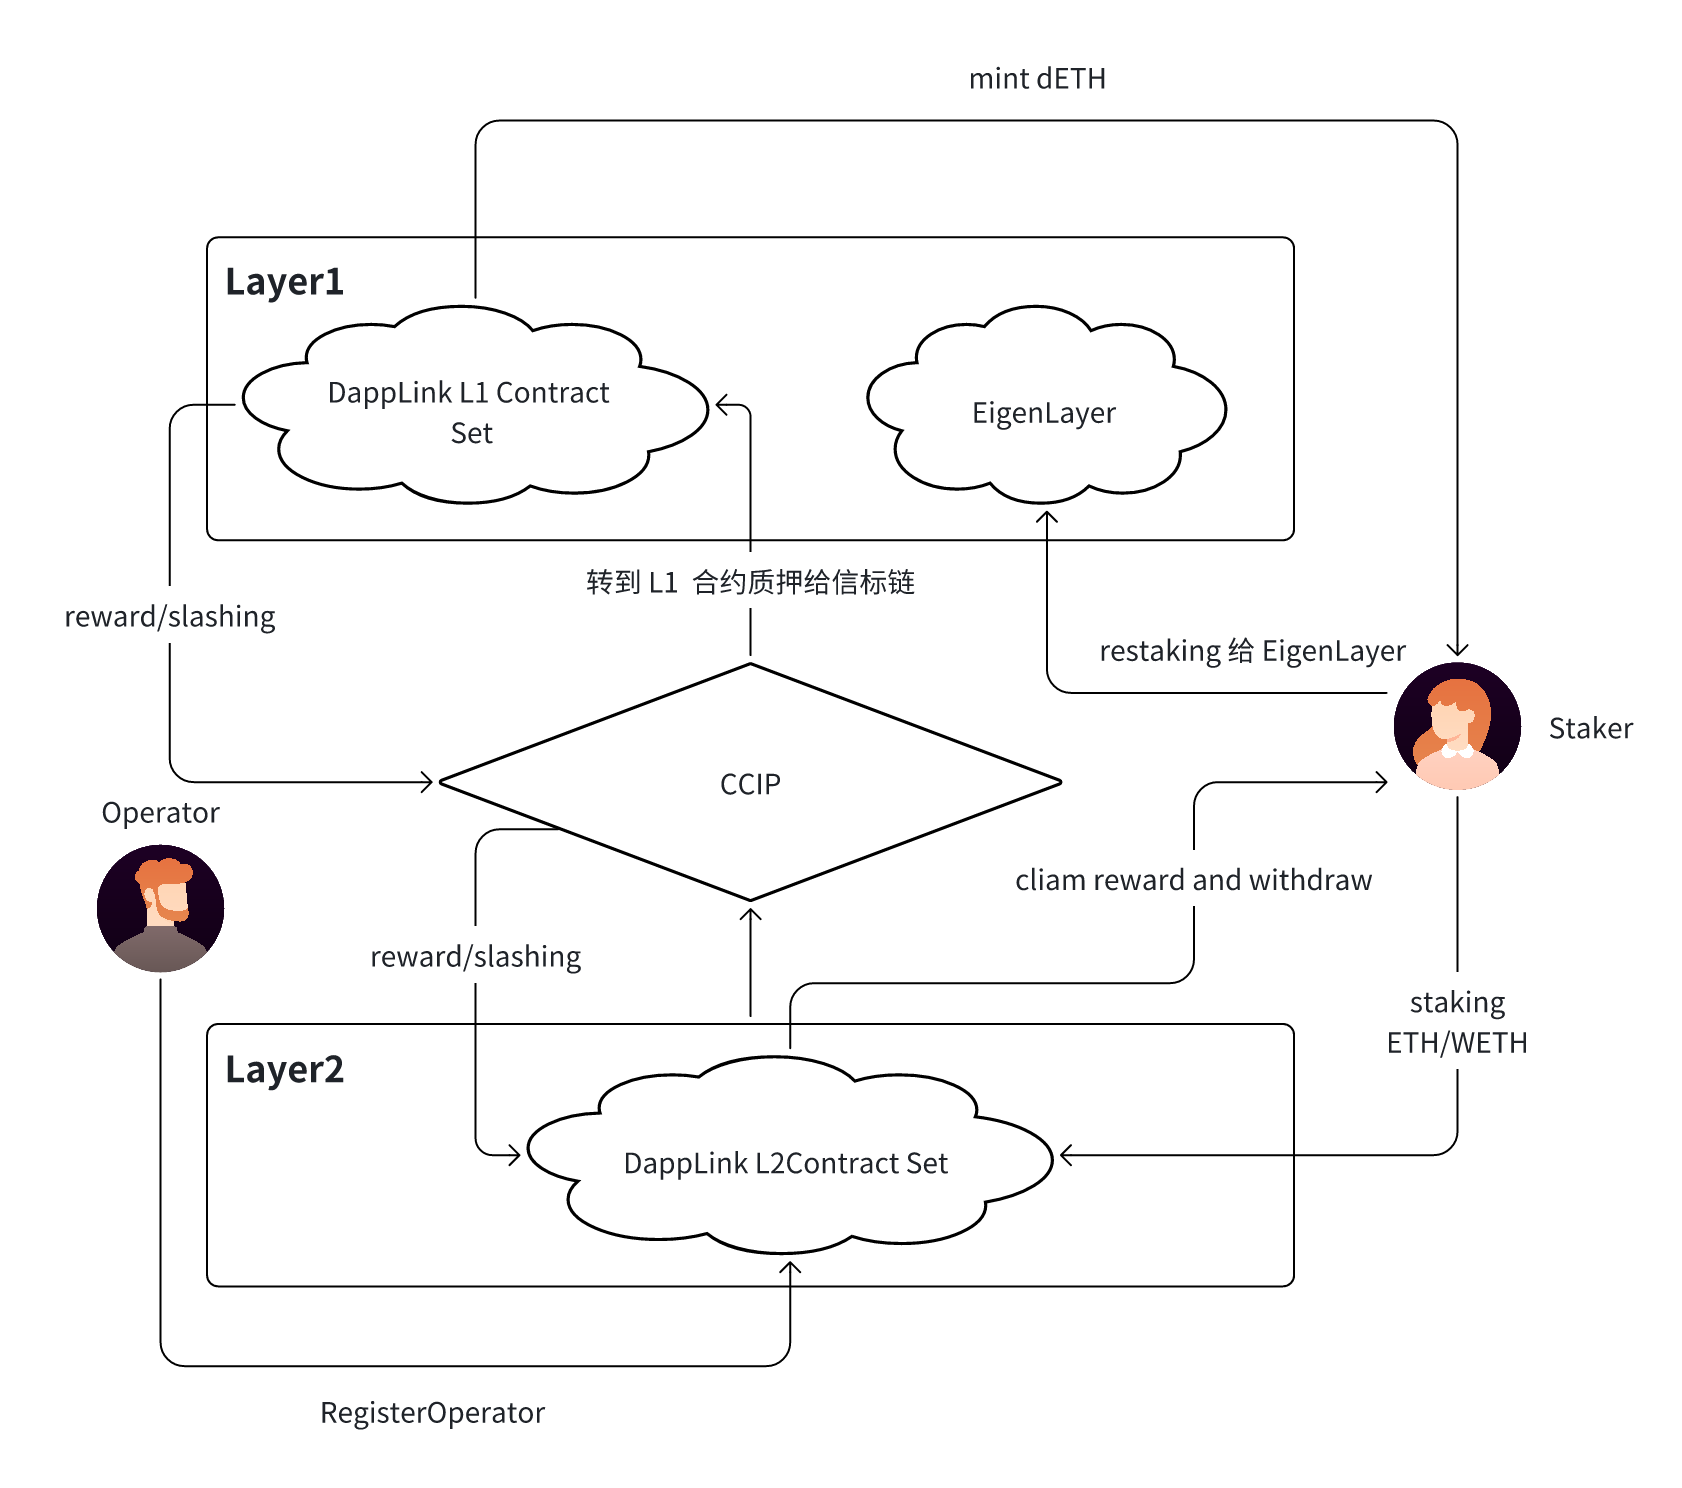 mint dETH
Layer1
DappLink L1 Contract
Set
EigenLayer
转到 L1  合约质押给信标链
reward/slashing
restaking 给 EigenLayer
Staker
CCIP
Operator
cliam reward and withdraw
reward/slashing
staking
ETH/WETH
Layer2
DappLink L2Contract Set
RegisterOperator